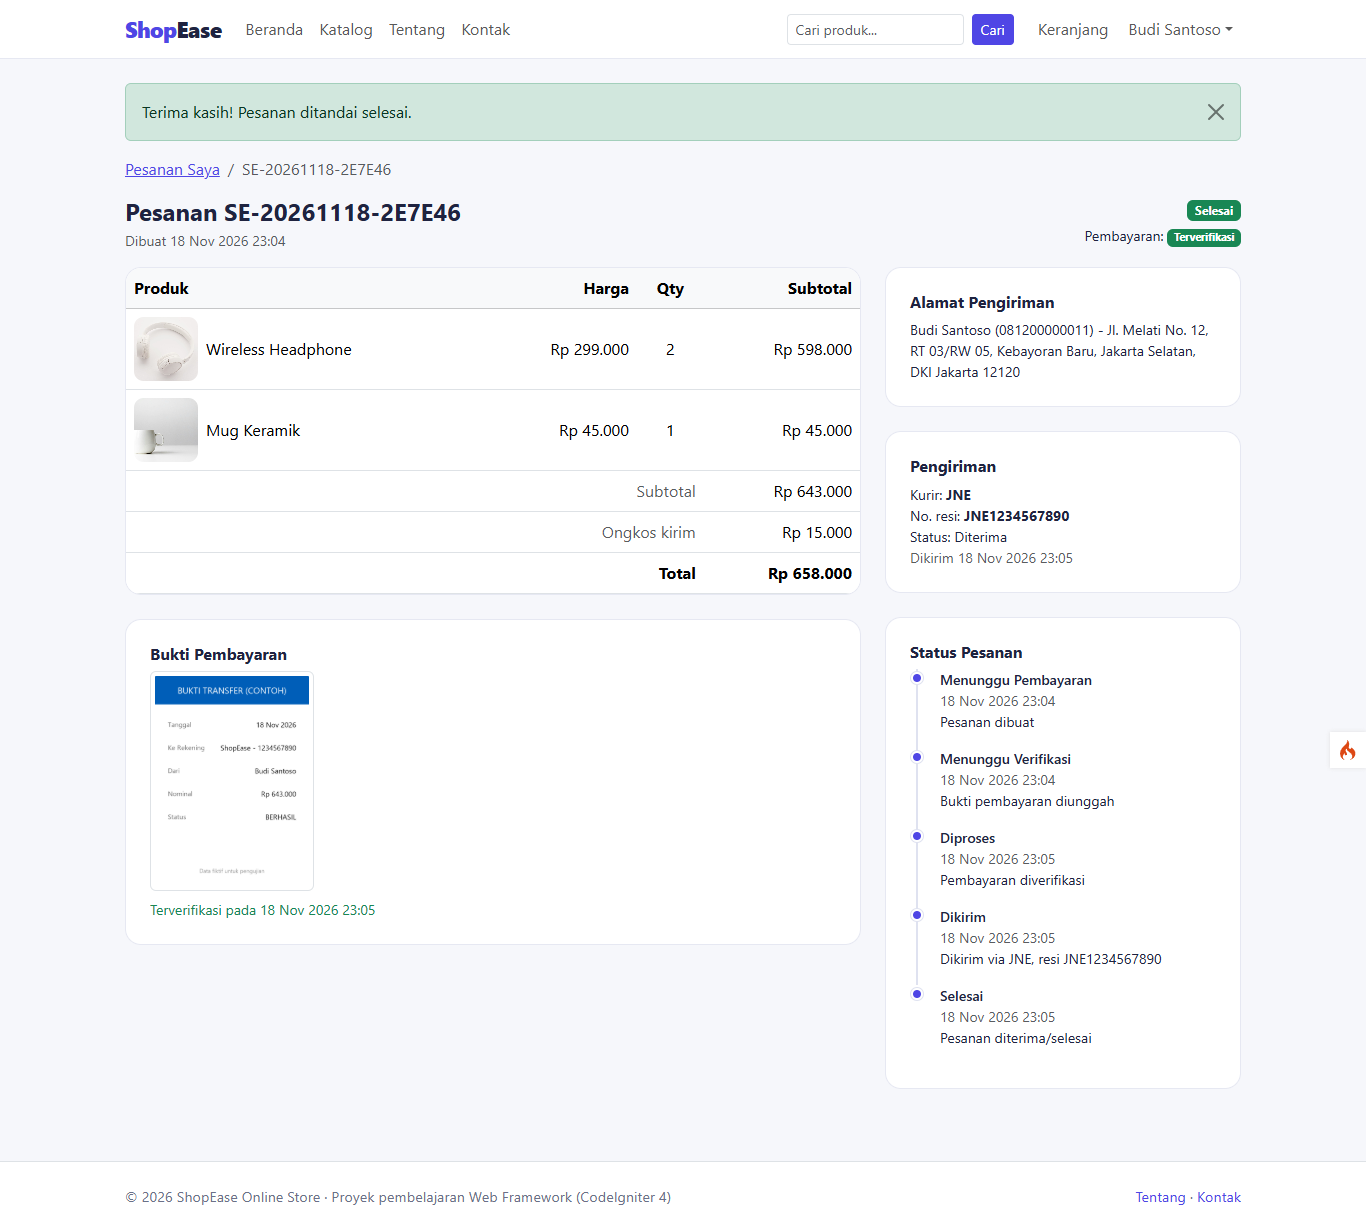 ShopEase Beranda Katalog Tentang Kontak Cari produk... Cari Keranjang Budi Santoso
Terima kasih! Pesanan ditandai selesai.
Pesanan Saya / SE-20261118-2E7E46
Pesanan SE-20261118-2E7E46
Dibuat 18 Nov 2026 23:04
Selesai
Pembayaran: Terverifikasi
Produk Harga Qty Subtotal
Wireless Headphone Rp 299.000 2 Rp 598.000
Mug Keramik Rp 45.000 1 Rp 45.000
Subtotal Rp 643.000
Ongkos kirim Rp 15.000
Total Rp 658.000
Bukti Pembayaran
BUKTI TRANSFER (CONTOH)
Tanggal 18 Nov 2026
Ke Rekening ShopEase - 1234567890
Dari Budi Santoso
Nominal Rp 643.000
Status BERHASIL
Data fiktif untuk pengujian
Terverifikasi pada 18 Nov 2026 23:05
Alamat Pengiriman
Budi Santoso (081200000011) - Jl. Melati No. 12,
RT 03/RW 05, Kebayoran Baru, Jakarta Selatan,
DKI Jakarta 12120
Pengiriman
Kurir: JNE
No. resi: JNE1234567890
Status: Diterima
Dikirim 18 Nov 2026 23:05
Status Pesanan
Menunggu Pembayaran
18 Nov 2026 23:04
Pesanan dibuat
Menunggu Verifikasi
18 Nov 2026 23:04
Bukti pembayaran diunggah
Diproses
18 Nov 2026 23:05
Pembayaran diverifikasi
Dikirim
18 Nov 2026 23:05
Dikirim via JNE, resi JNE1234567890
Selesai
18 Nov 2026 23:05
Pesanan diterima/selesai
© 2026 ShopEase Online Store · Proyek pembelajaran Web Framework (CodeIgniter 4)
Tentang · Kontak